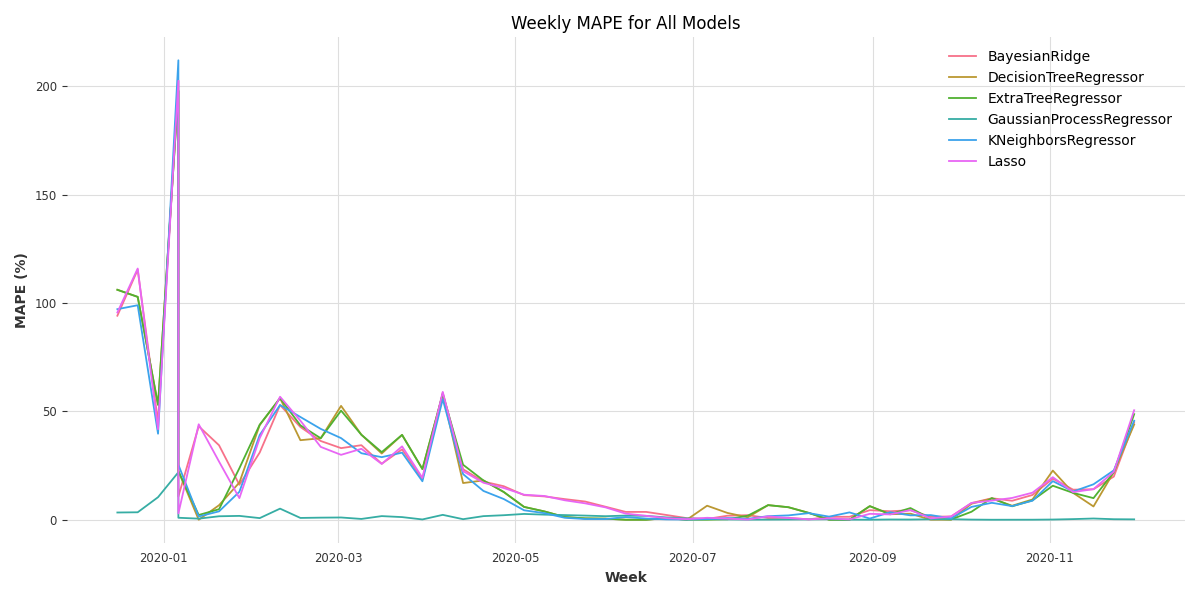 Weekly MAPE for All Models
BayesianRidge
DecisionTreeRegressor
ExtraTreeRegressor
GaussianProcessRegressor
KNeighborsRegressor
Lasso
MAPE (%)
200
150
100
50
0
2020-01
2020-03
2020-05
2020-07
2020-09
2020-11
Week